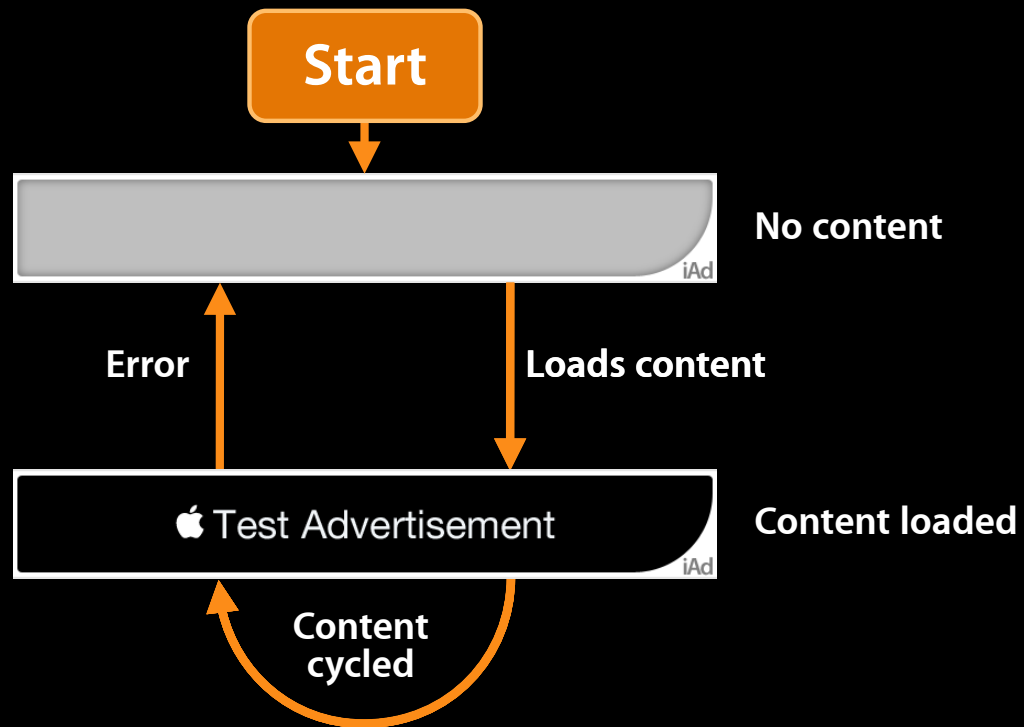 Start
No content
iAd
Error
Loads content
Test Advertisement
Content loaded
iAd
Content
cycled